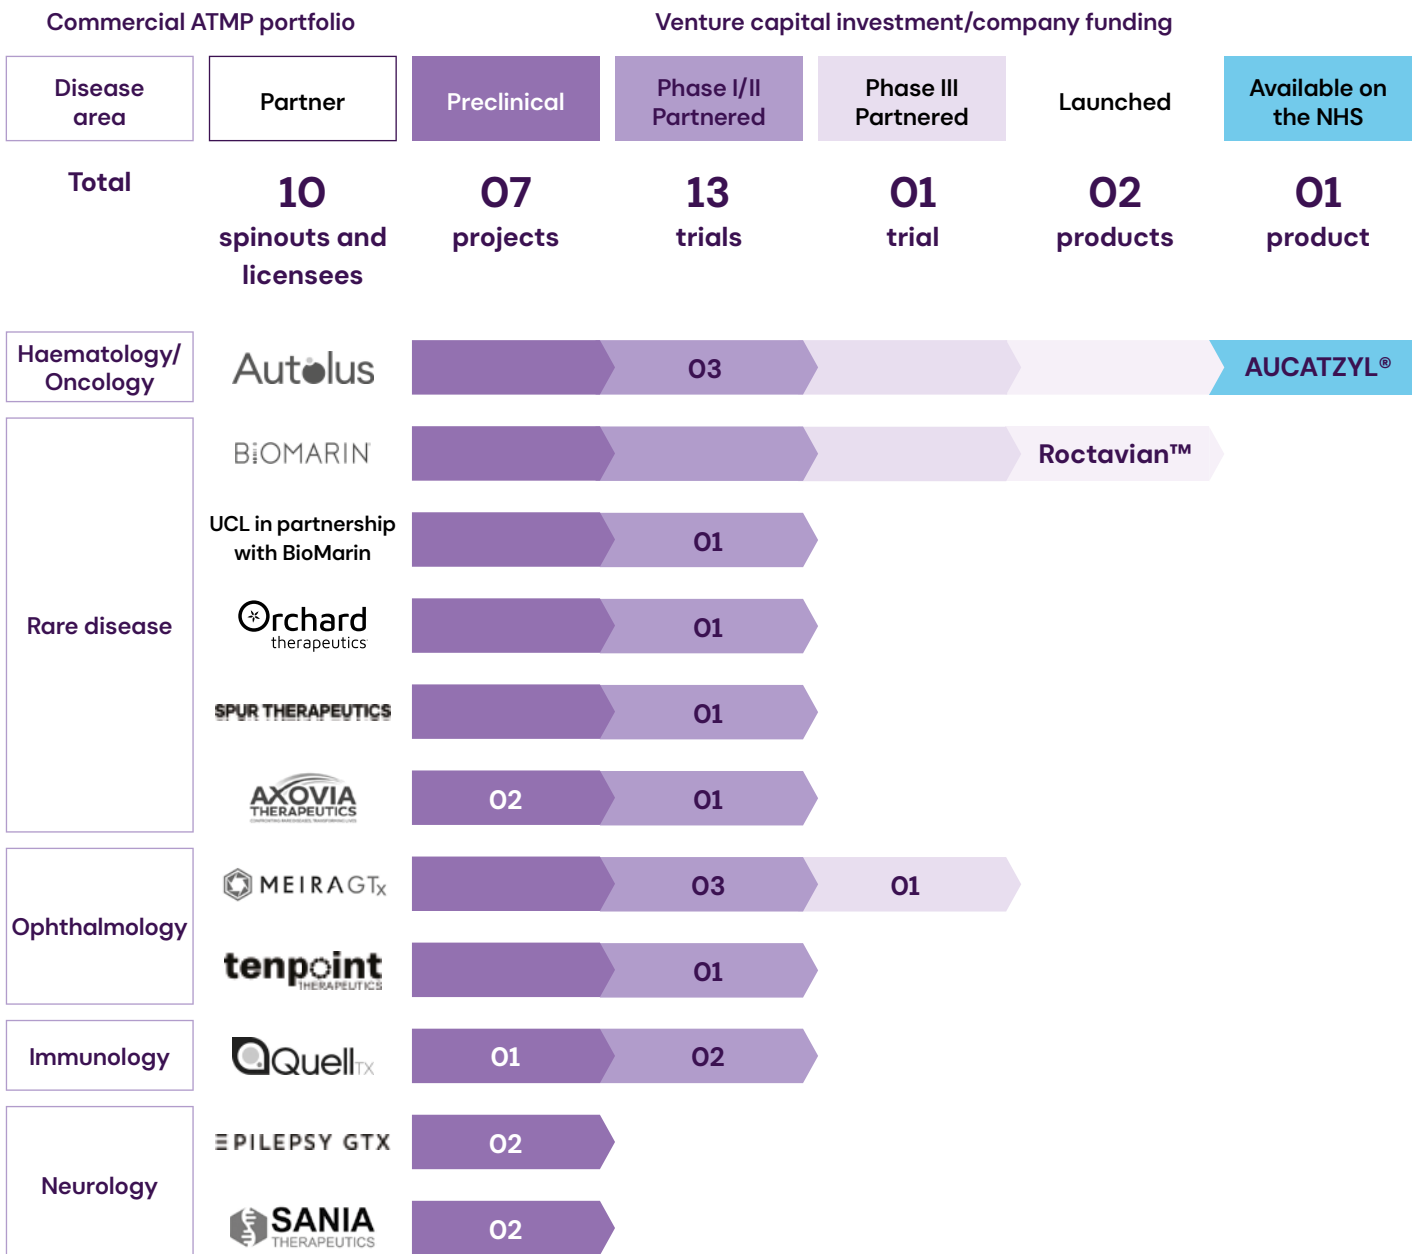 Commercial ATMP portfolio
Venture capital investment/company funding
Disease
area
Partner
Preclinical
Phase I/II
Partnered
Phase III
Partnered
Launched
Available on
the NHS
Total
10
spinouts and
licensees
07
projects
13
trials
01
trial
02
products
01
product
Haematology/
Oncology
Autolus
03
AUCATZYL®
Rare disease
BIOMARIN
Roctavian™
UCL in partnership
with BioMarin
01
Orchard
therapeutics
01
SPUR THERAPEUTICS
01
AXOVIA
THERAPEUTICS
02
01
Ophthalmology
MEIRAGTx
03
01
tenpoint
THERAPEUTICS
01
Immunology
QuellTX
01
02
Neurology
EPILEPSY GTX
02
SANIA
THERAPEUTICS
02